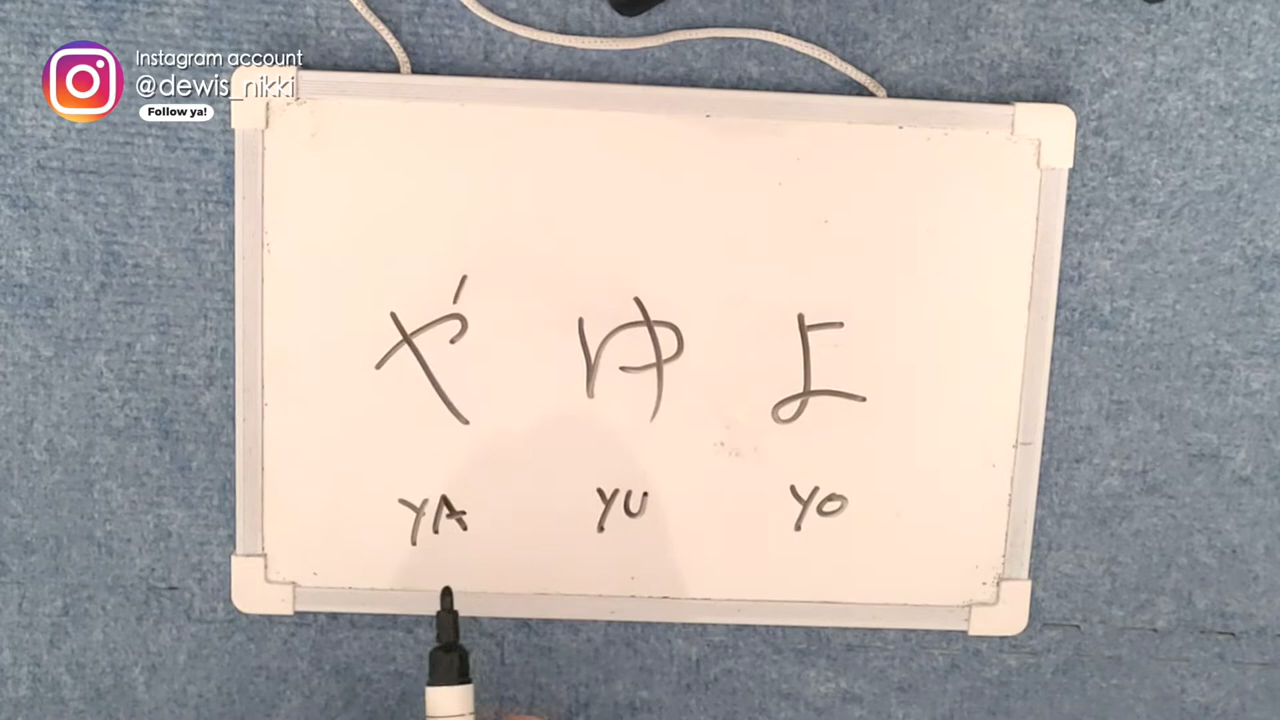 Instagram account
@dewis_nikki
Follow ya!
や ゆ よ
YA YU YO